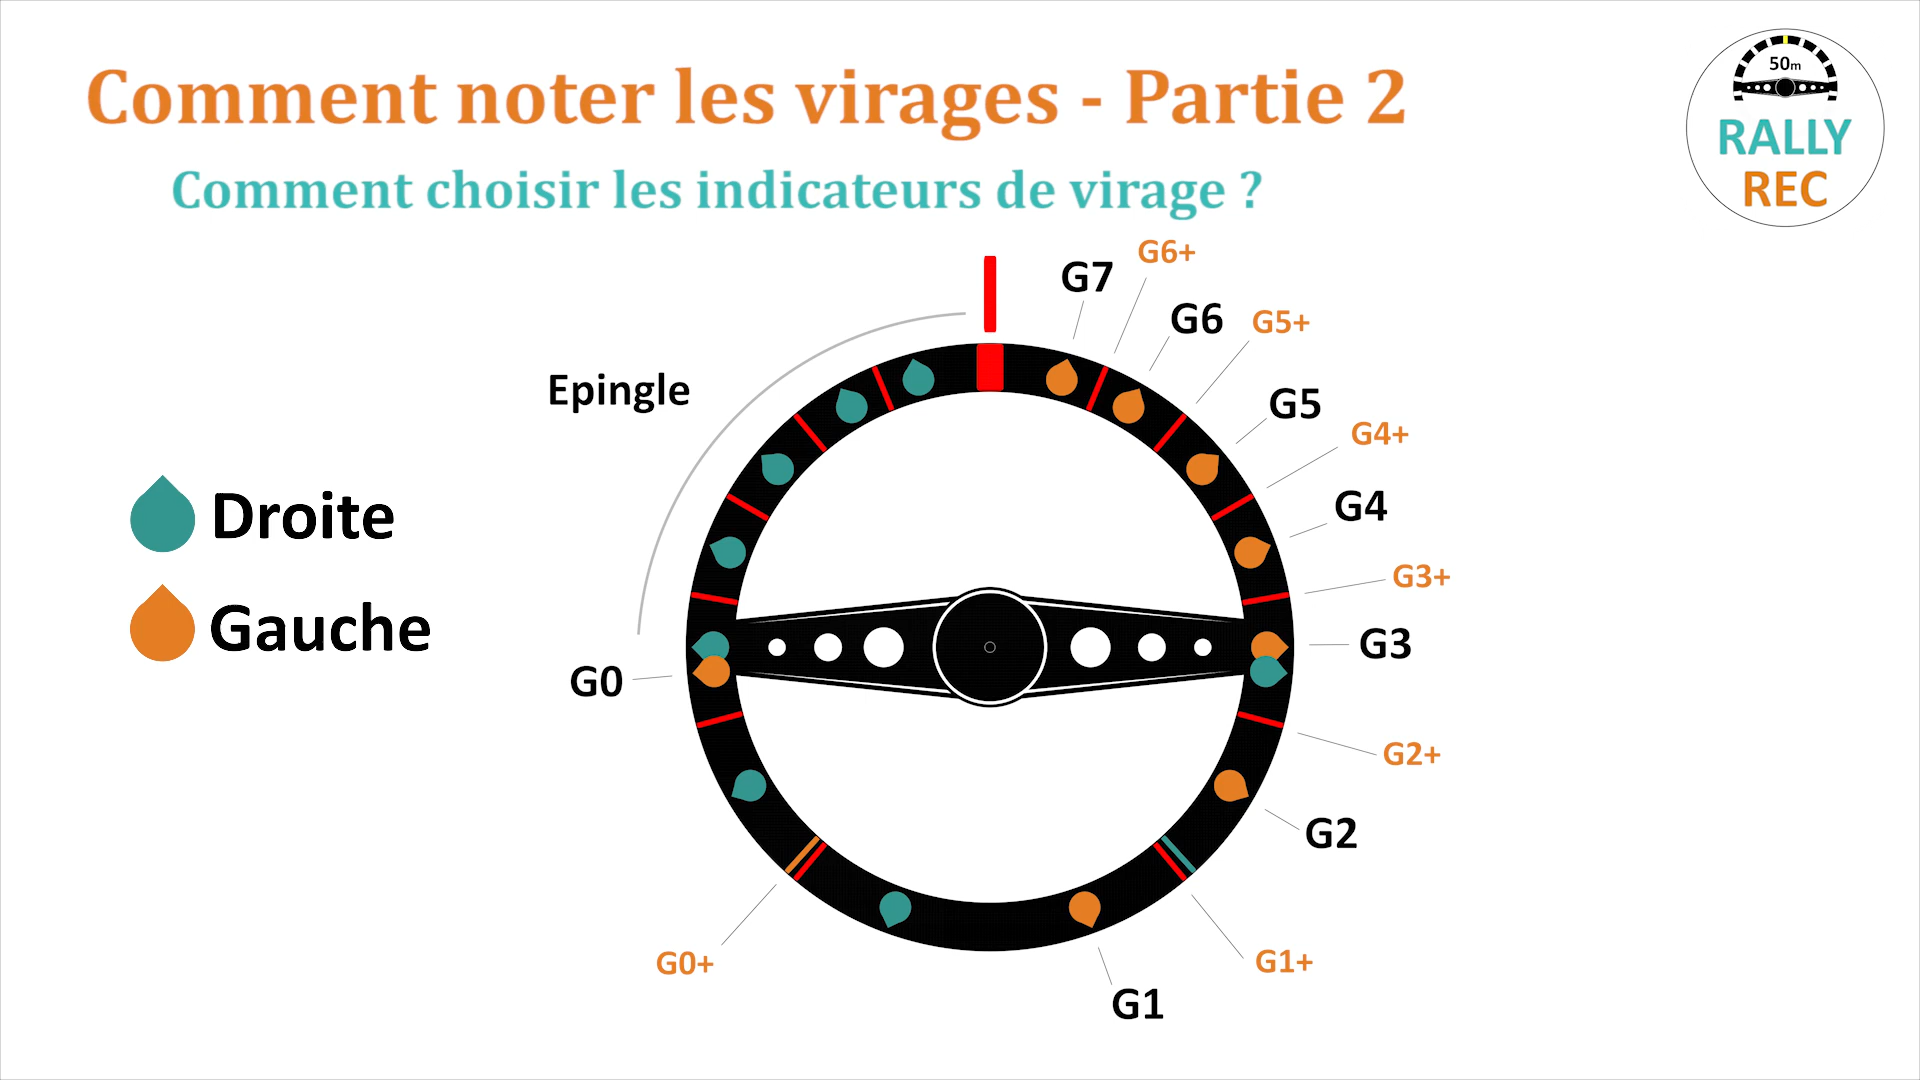 Comment noter les virages - Partie 2
Comment choisir les indicateurs de virage ?
50m
RALLY
REC
G6+
G7
G6
G5+
Epingle
G5
G4+
Droite
G4
G3+
Gauche
G3
G0
G2+
G2
G0+
G1+
G1